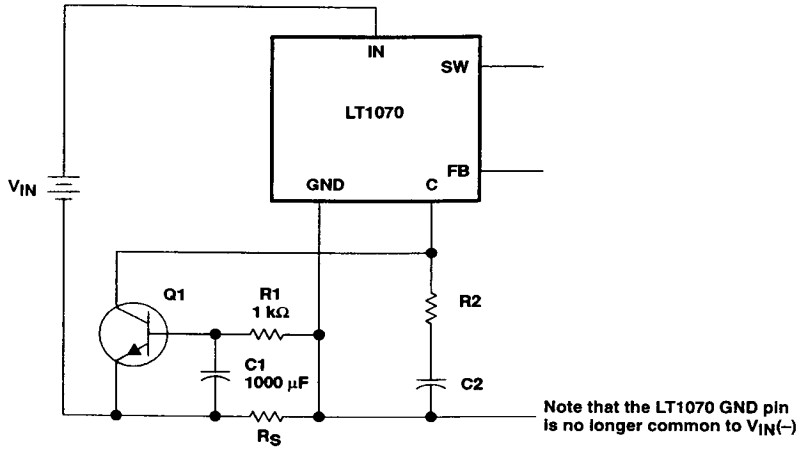 IN
SW
LT1070
FB
GND
C
VIN
Q1
R1
1 kΩ
R2
C1
1000 μF
C2
RS
Note that the LT1070 GND pin
is no longer common to VIN(–)